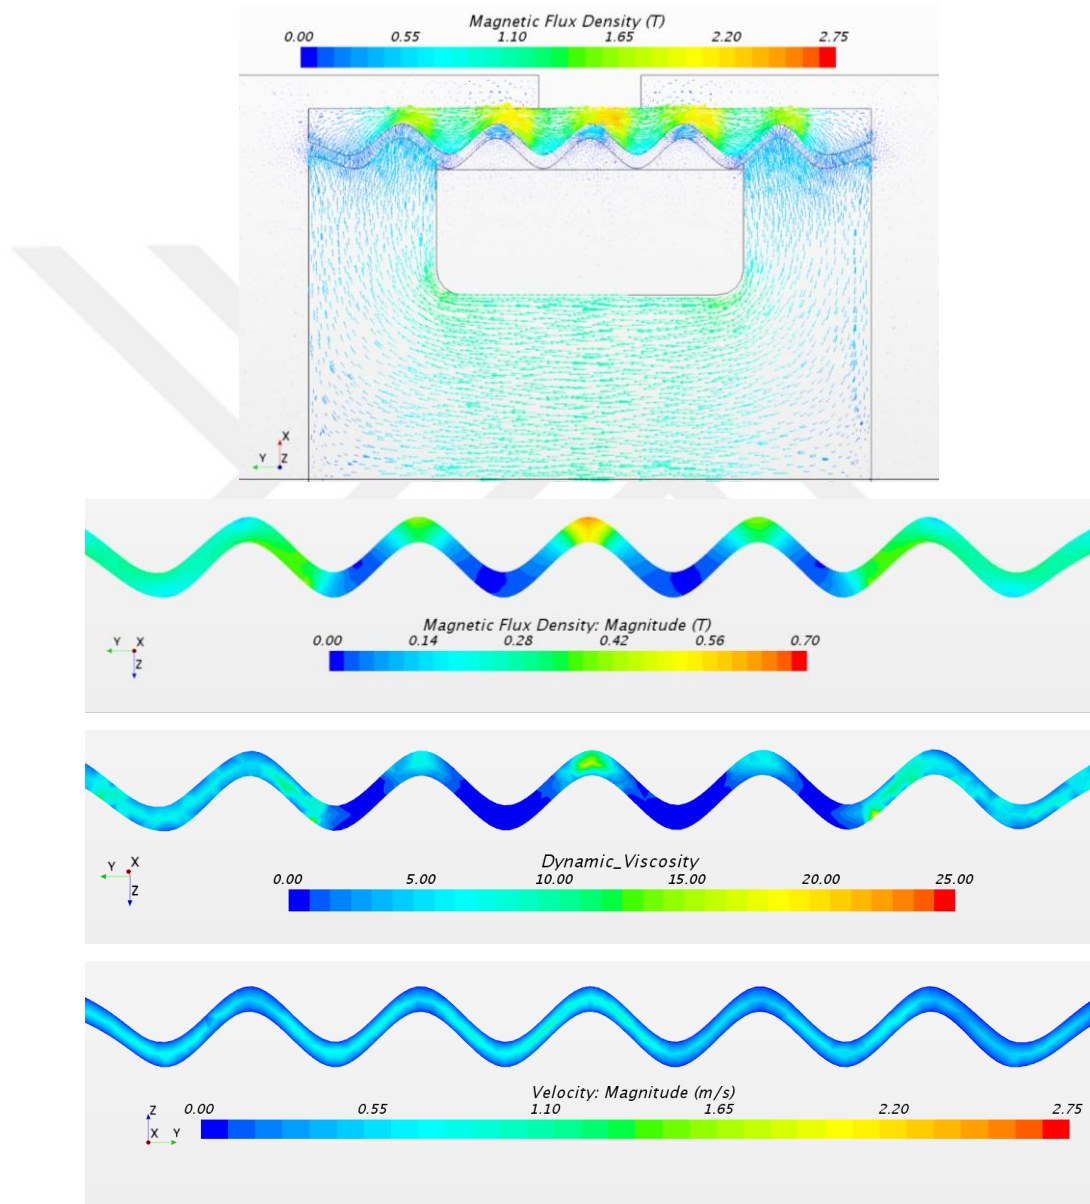 Magnetic Flux Density (T)
0.00 0.55 1.10 1.65 2.20 2.75
X
Y Z
Y X
Z
Magnetic Flux Density: Magnitude (T)
0.00 0.14 0.28 0.42 0.56 0.70
Y X
Z
Dynamic_Viscosity
0.00 5.00 10.00 15.00 20.00 25.00
Velocity: Magnitude (m/s)
0.00 0.55 1.10 1.65 2.20 2.75
Z
X Y